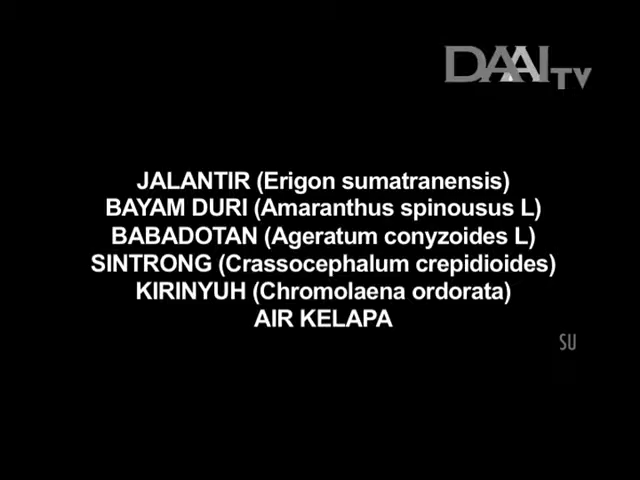 DAAI TV
JALANTIR (Erigon sumatranensis)
BAYAM DURI (Amaranthus spinousus L)
BABADOTAN (Ageratum conyzoides L)
SINTRONG (Crassocephalum crepidioides)
KIRINYUH (Chromolaena ordorata)
AIR KELAPA
SU